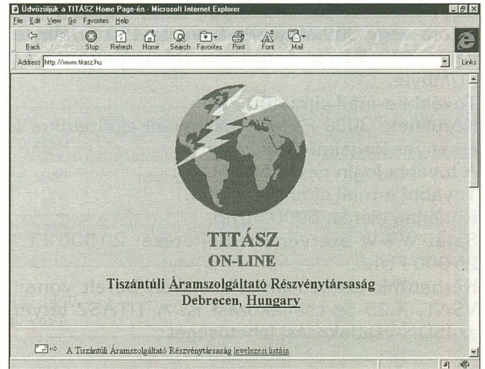 Üdvözöljük a TITÁSZ Home Page-én - Microsoft Internet Explorer
File Edit View Go Favorites Help
Back Stop Refresh Home Search Favorites Print Font Mail
Address http://www.titasz.hu Links
TITÁSZ
ON-LINE
Tiszántúli Áramszolgáltató Részvénytársaság
Debrecen, Hungary
A Tiszántúli Áramszolgáltató Részvénytársaság levelezési listája